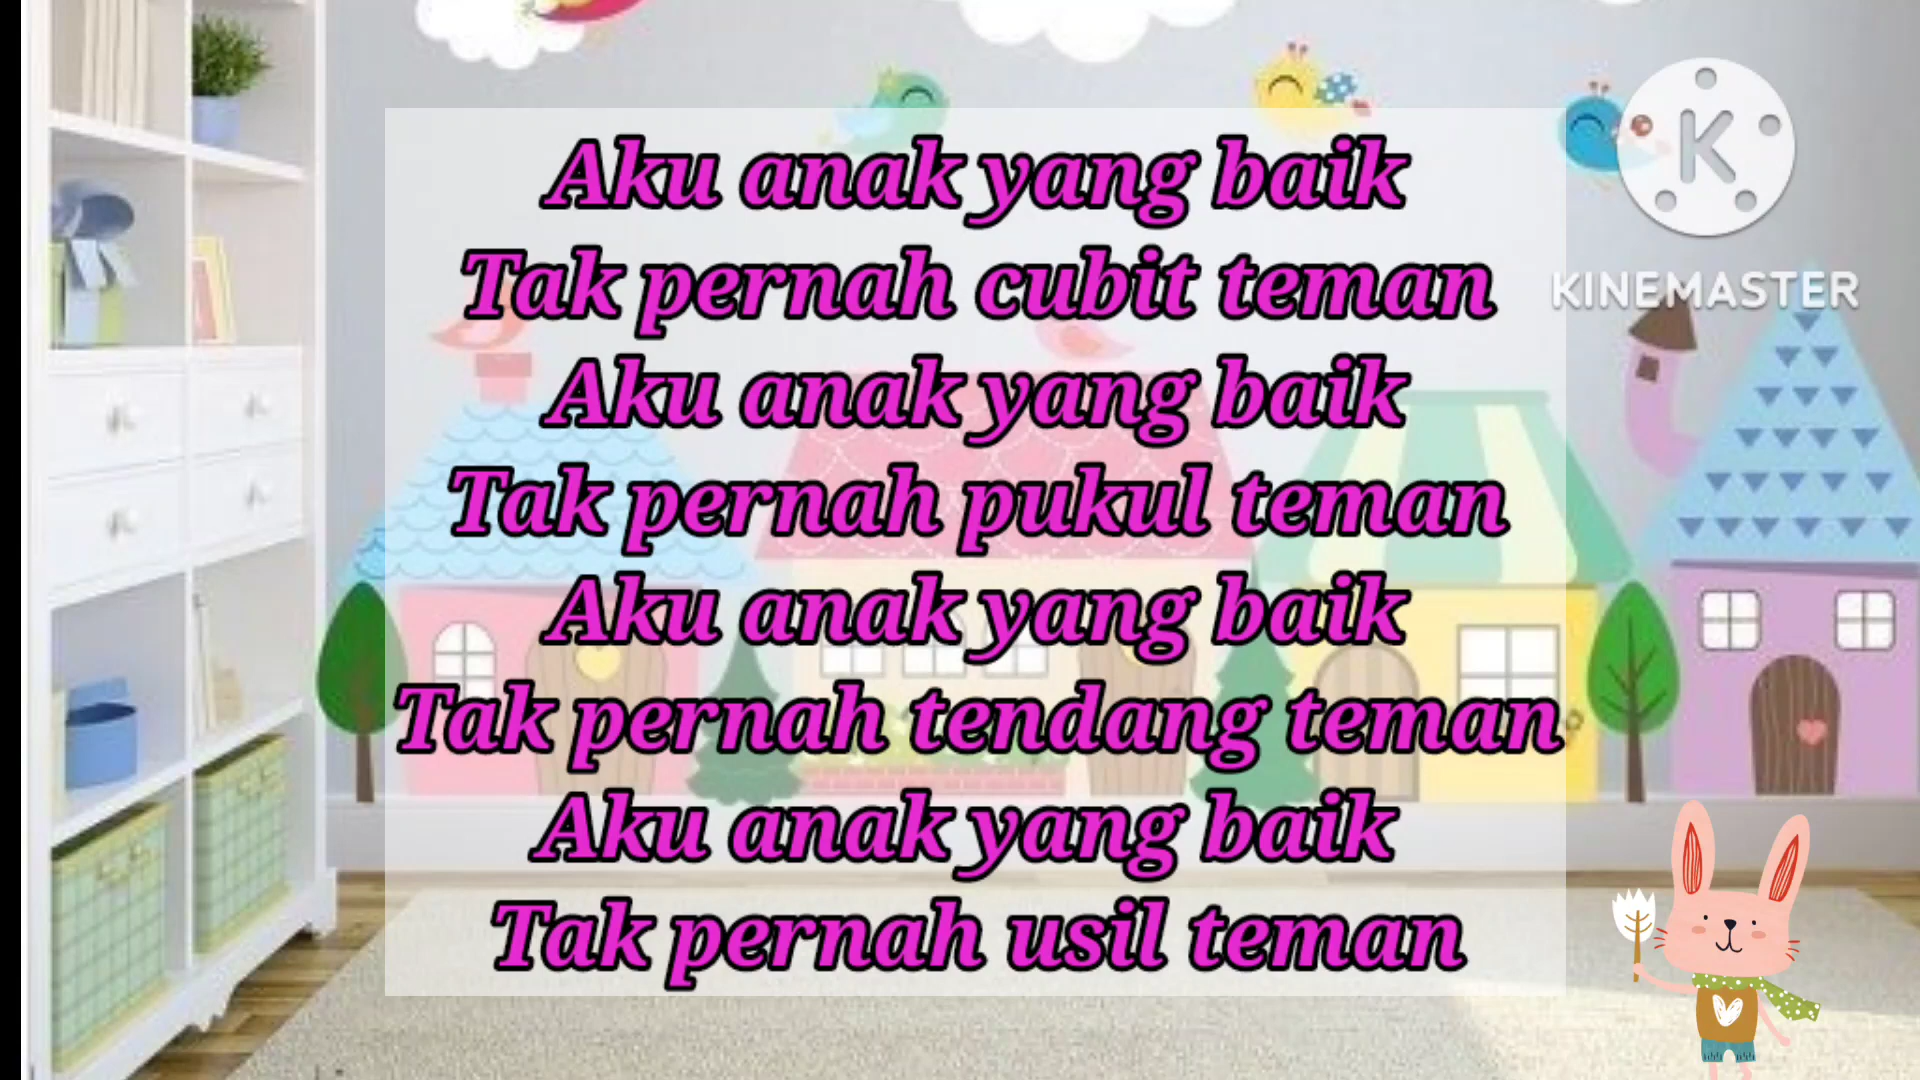 Aku anak yang baik
Tak pernah cubit teman
Aku anak yang baik
Tak pernah pukul teman
Aku anak yang baik
Tak pernah tendang teman
Aku anak yang baik
Tak pernah usil teman
K
KINEMASTER